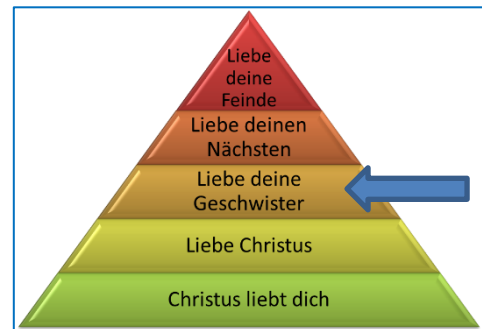 Liebe
deine
Feinde
Liebe deinen
Nächsten
Liebe deine
Geschwister
Liebe Christus
Christus liebt dich